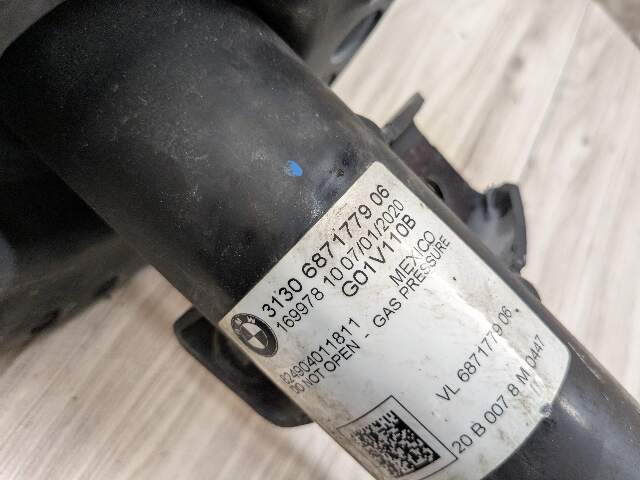 3130 6871779 06
169978 10 07/01/2020
G01V110B
MEXICO
824904011811
DO NOT OPEN - GAS PRESSURE
VL 6871779 06
20 B 007 8 M 0447